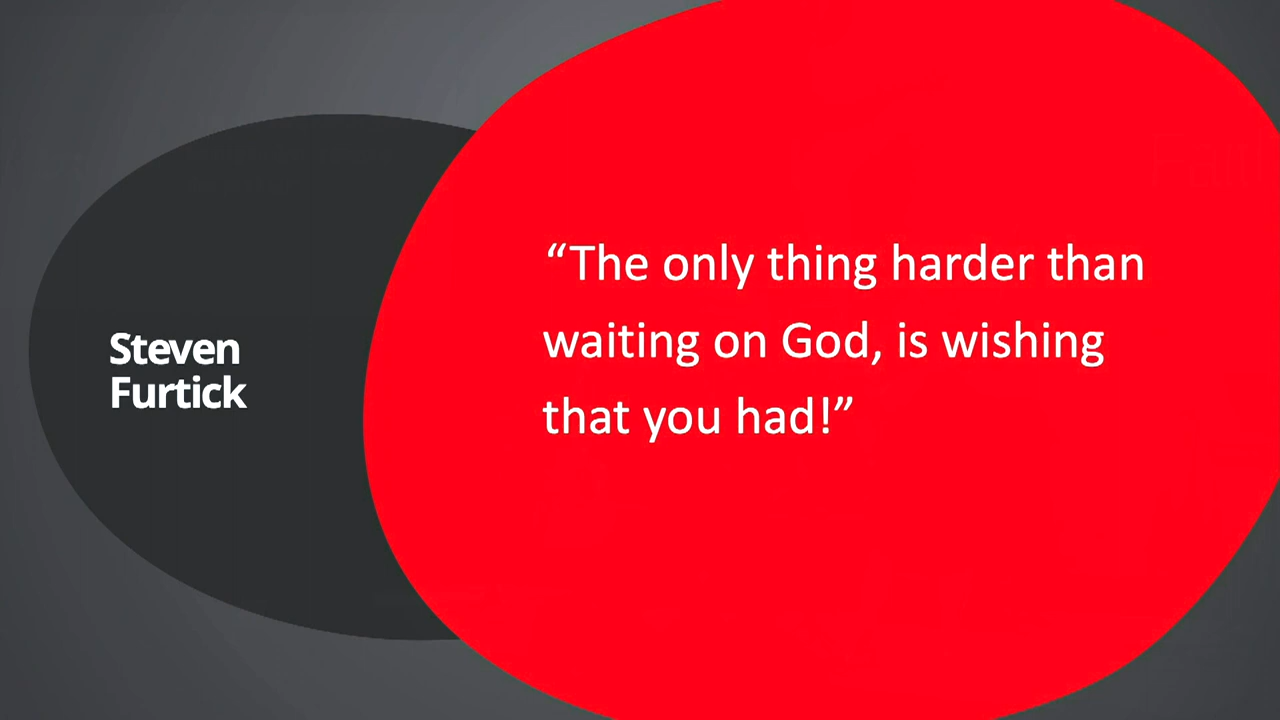 Steven
Furtick
“The only thing harder than
waiting on God, is wishing
that you had!”